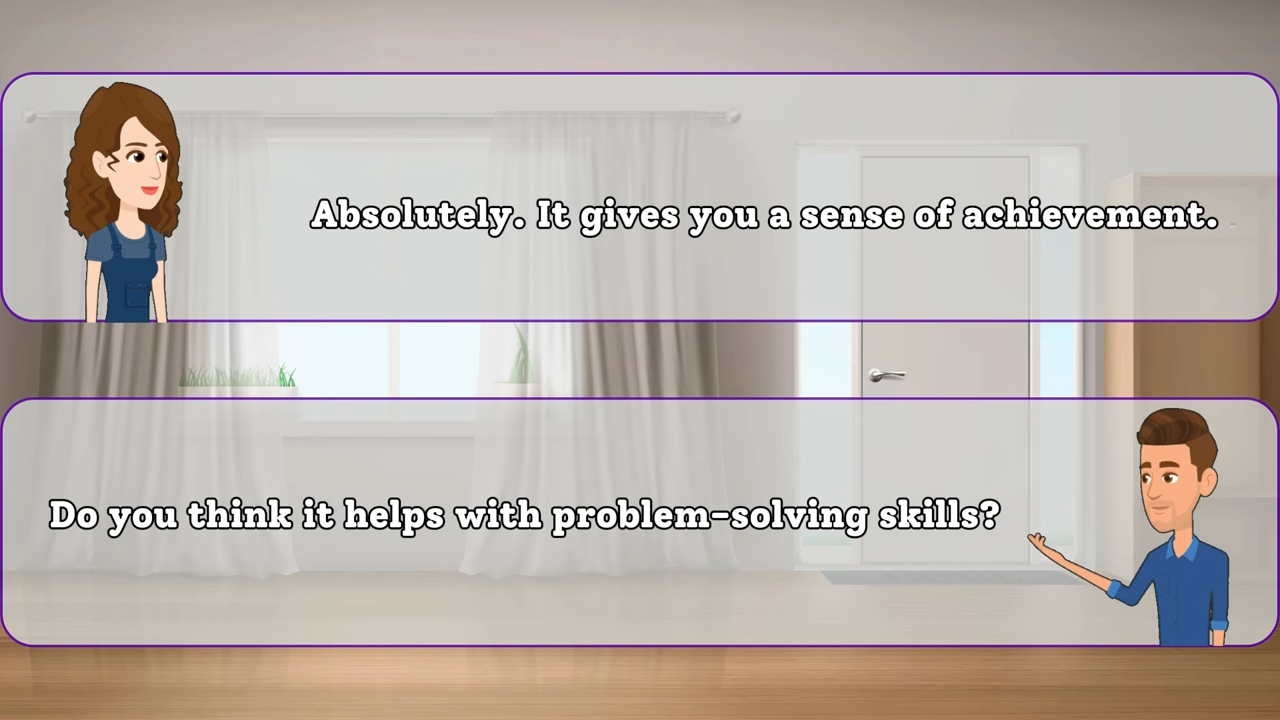 Absolutely. It gives you a sense of achievement.
Do you think it helps with problem-solving skills?